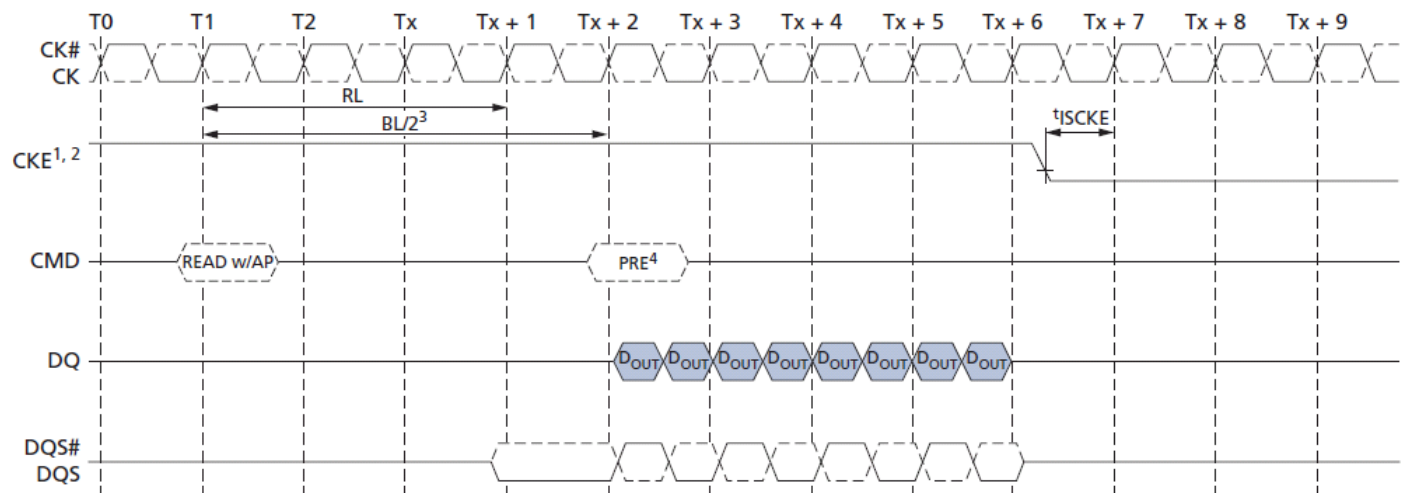 T0 T1 T2 Tx Tx + 1 Tx + 2 Tx + 3 Tx + 4 Tx + 5 Tx + 6 Tx + 7 Tx + 8 Tx + 9
CK#
CK
RL
BL/2³
tISCKE
CKE1, 2
CMD READ w/AP PRE⁴
DQ DOUT DOUT DOUT DOUT DOUT DOUT DOUT DOUT
DQS#
DQS